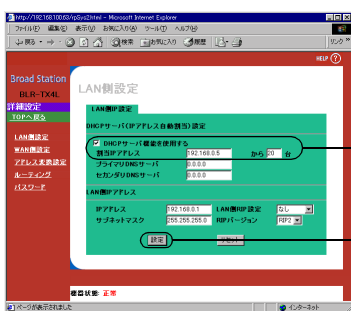 http://192.168.100.63/rpSys2.html - Microsoft Internet Explorer
ファイル(F) 編集(E) 表示(V) お気に入り(A) ツール(T) ヘルプ(H)
戻る 検索 お気に入り 履歴 リンク
HELP
Broad Station
BLR-TX4L
詳細設定
TOPへ戻る
LAN側設定
WAN側設定
アドレス変換設定
ルーティング
パスワード
LAN側設定
LAN側IP設定
DHCPサーバ(IPアドレス自動割当)設定
DHCPサーバ機能を使用する
割当IPアドレス 192.168.0.5 から 20 台
プライマリDNSサーバ 0.0.0.0
セカンダリDNSサーバ 0.0.0.0
LAN側IPアドレス
IPアドレス 192.168.0.1 LAN側RIP設定 なし
サブネットマスク 255.255.255.0 RIPバージョン RIP2
設定 リセット
機器状態: 正常
ページが表示されました インターネット